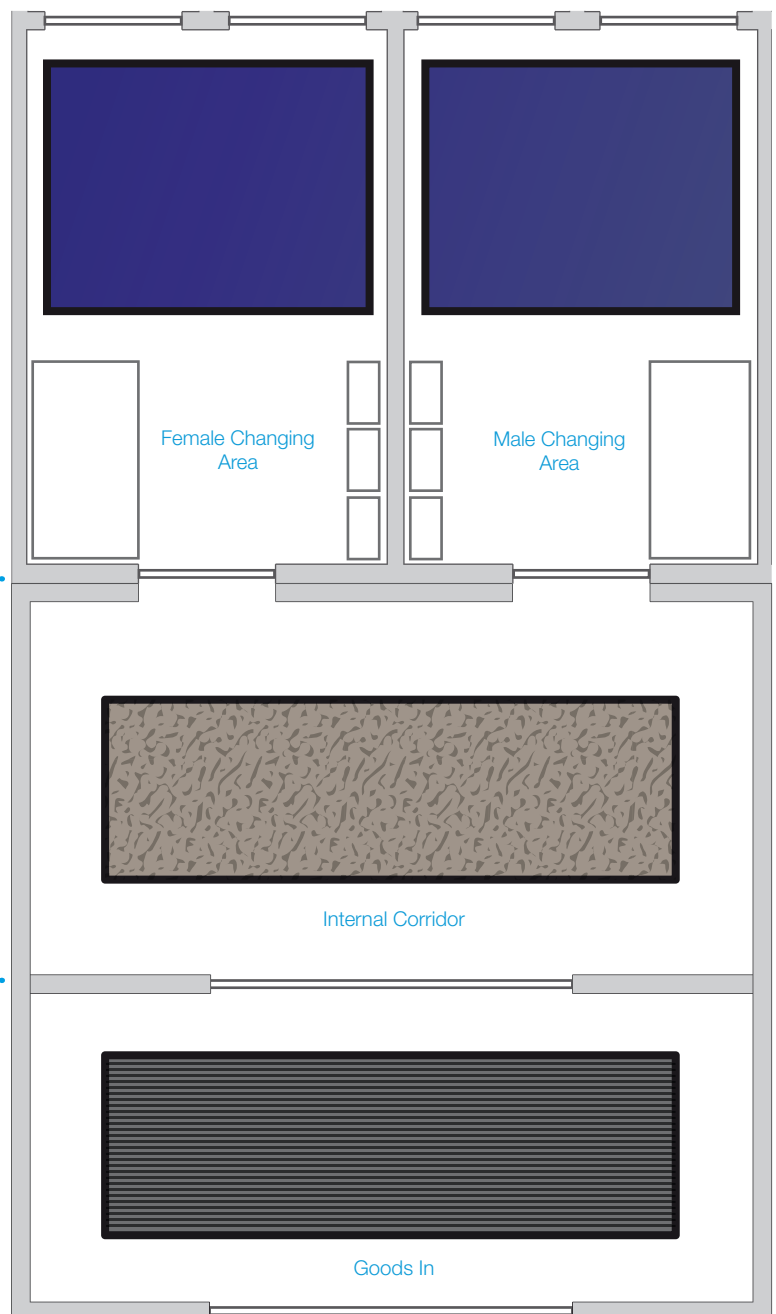 Female Changing
Area
Male Changing
Area
Internal Corridor
Goods In